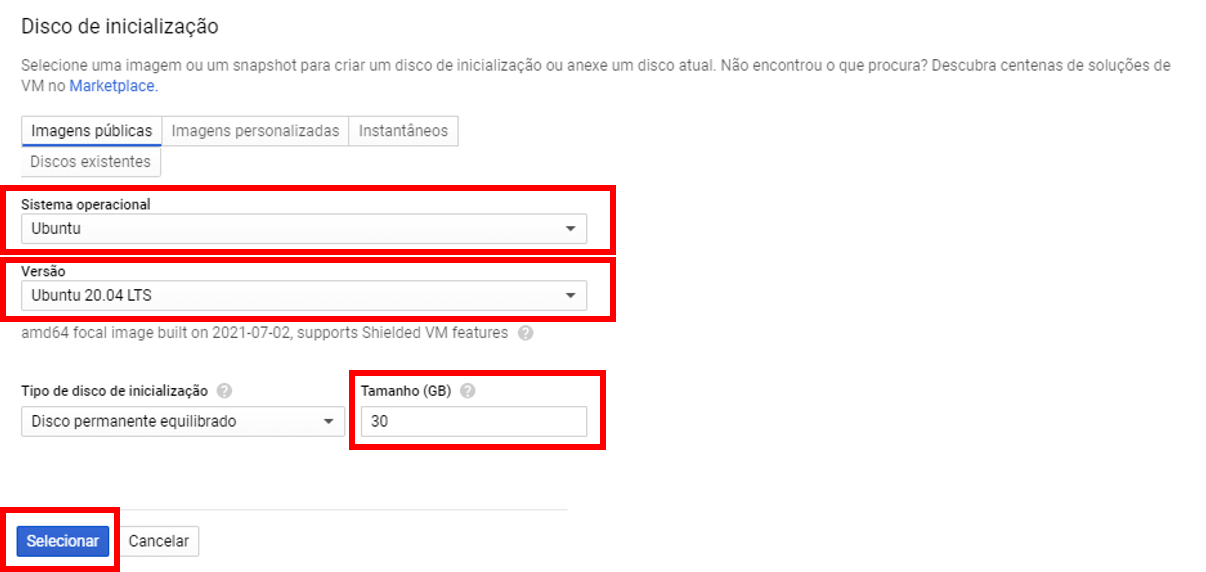 Disco de inicialização
Selecione uma imagem ou um snapshot para criar um disco de inicialização ou anexe um disco atual. Não encontrou o que procura? Descubra centenas de soluções de
VM no Marketplace.
Imagens públicas Imagens personalizadas Instantâneos
Discos existentes
Sistema operacional
Ubuntu
Versão
Ubuntu 20.04 LTS
amd64 focal image built on 2021-07-02, supports Shielded VM features ?
Tipo de disco de inicialização ? Tamanho (GB) ?
Disco permanente equilibrado 30
Selecionar Cancelar